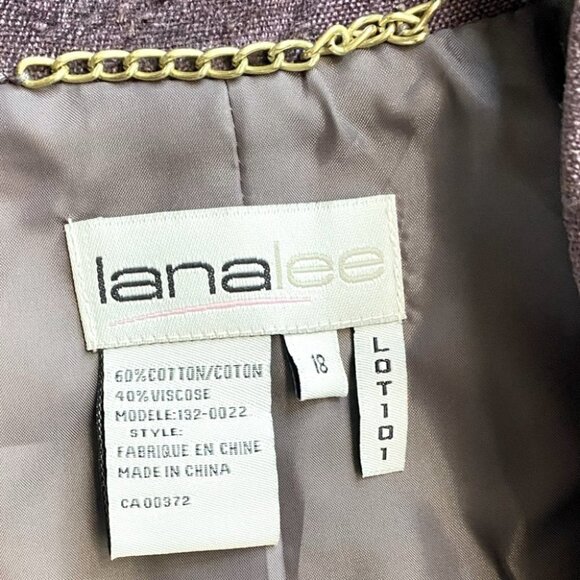 lanalee
60%COTTON/COTON
40%VISCOSE
MODELE:132-0022
STYLE:
FABRIQUE EN CHINE
MADE IN CHINA
CA00372
18
LOT101